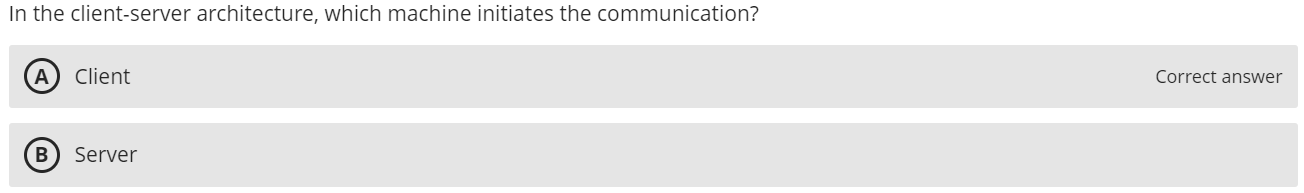 In the client-server architecture, which machine initiates the communication?
A Client Correct answer
B Server